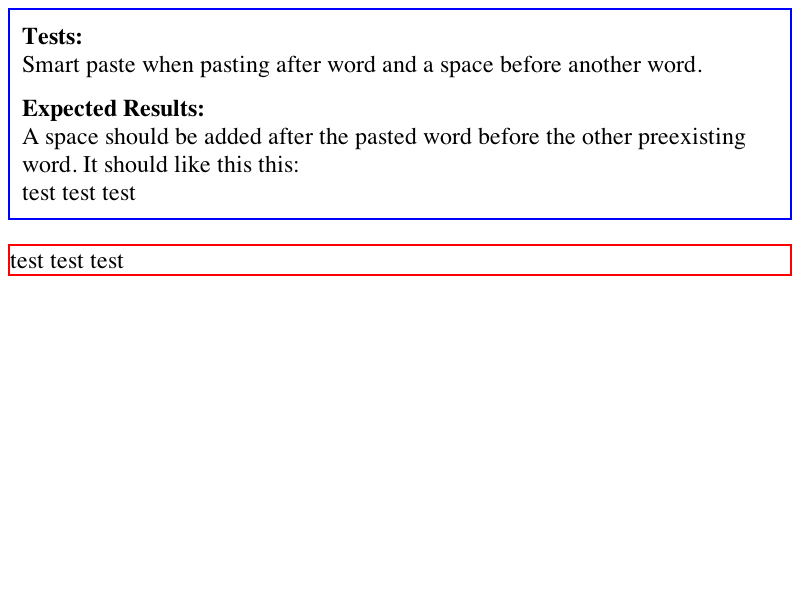 Tests:
Smart paste when pasting after word and a space before another word.
Expected Results:
A space should be added after the pasted word before the other preexisting
word. It should like this this:
test test test
test test test